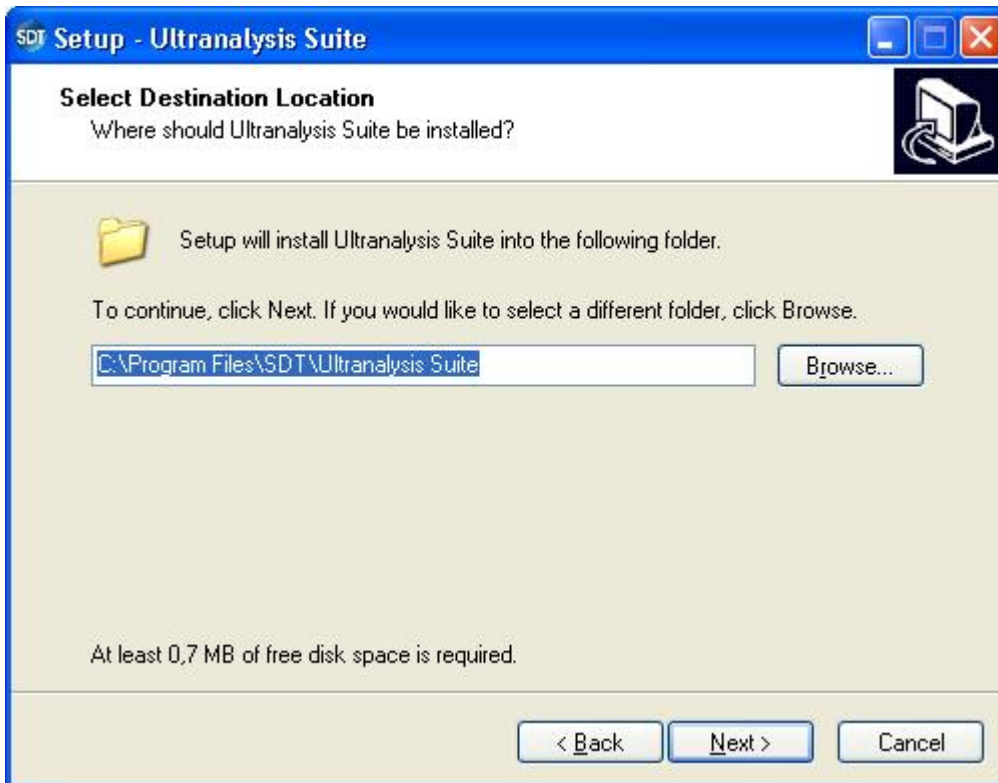 SDT Setup - Ultranalysis Suite
Select Destination Location
Where should Ultranalysis Suite be installed?
Setup will install Ultranalysis Suite into the following folder.
To continue, click Next. If you would like to select a different folder, click Browse.
C:\Program Files\SDT\Ultranalysis Suite
Browse...
At least 0,7 MB of free disk space is required.
< Back
Next >
Cancel